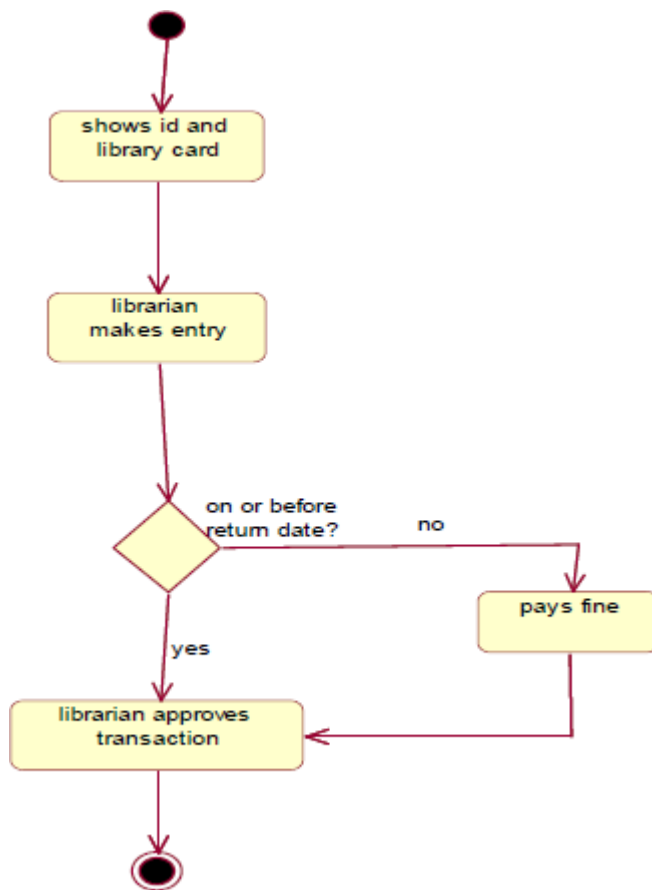 shows id and
library card
librarian
makes entry
on or before
return date?
no
pays fine
yes
librarian approves
transaction